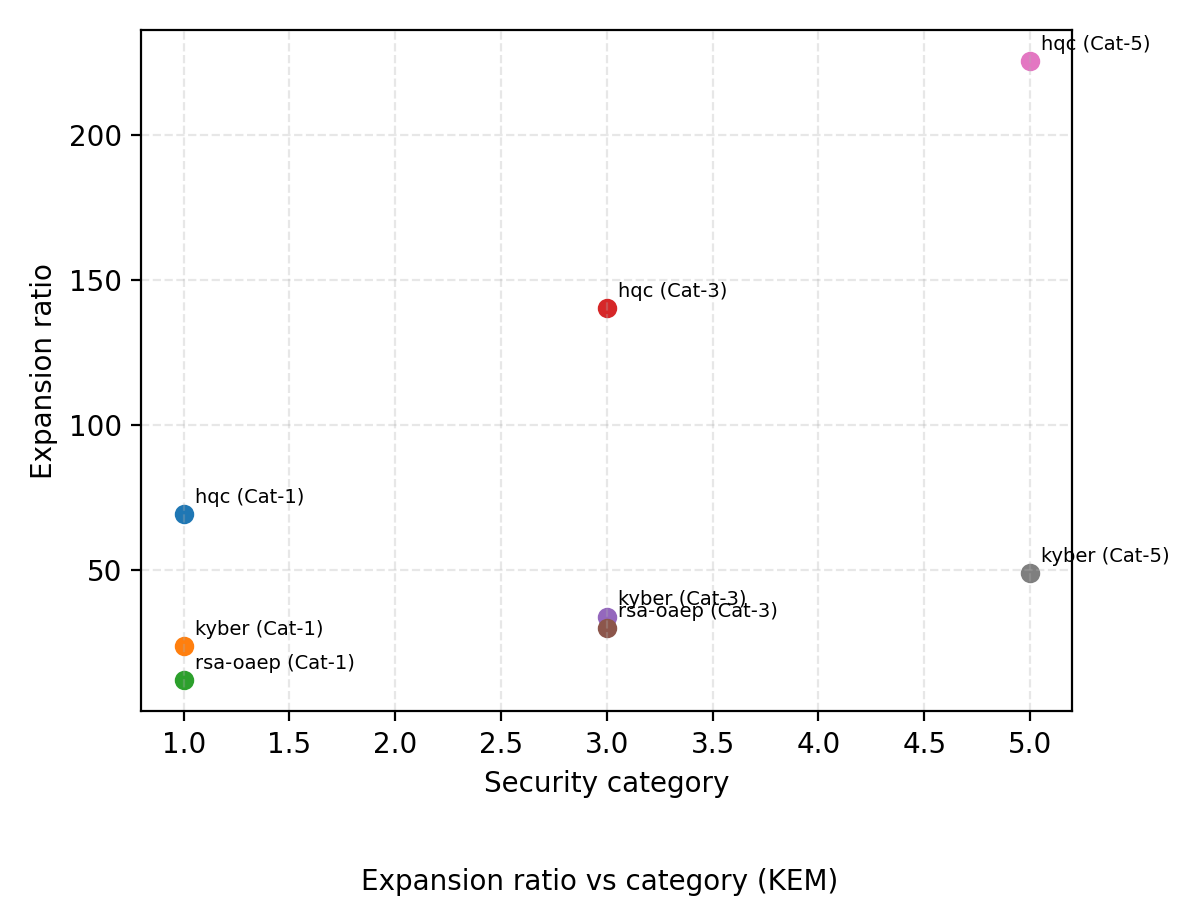 hqc (Cat-5)
200
150
hqc (Cat-3)
Expansion ratio
100
hqc (Cat-1)
50
kyber (Cat-5)
kyber (Cat-3)
rsa-oaep (Cat-3)
kyber (Cat-1)
rsa-oaep (Cat-1)
1.0 1.5 2.0 2.5 3.0 3.5 4.0 4.5 5.0
Security category
Expansion ratio vs category (KEM)